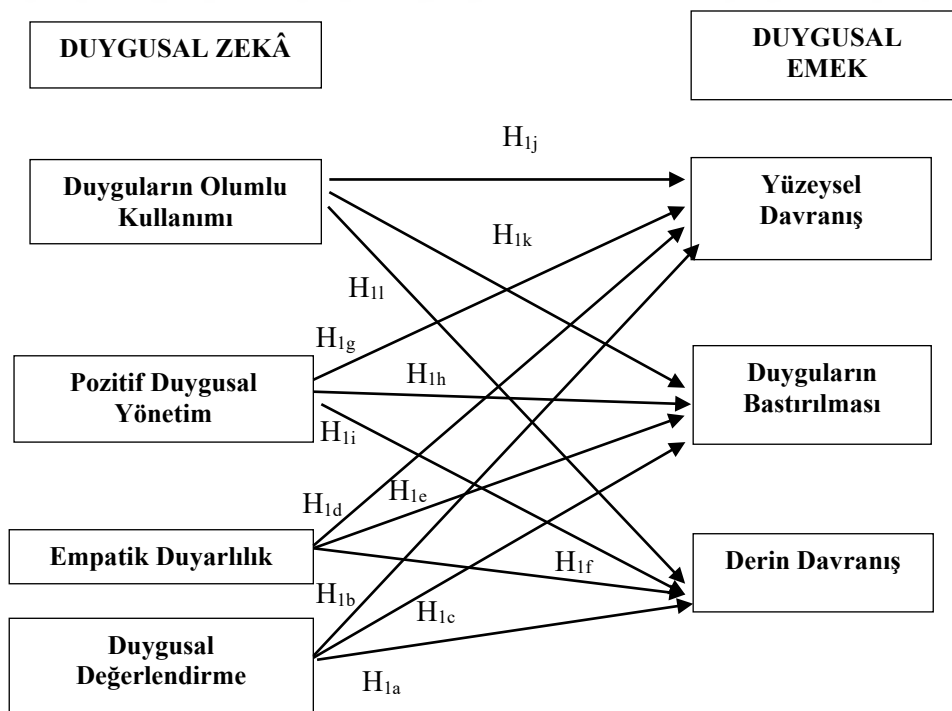 DUYGUSAL ZEKÂ
DUYGUSAL
EMEK
H1j
Duyguların Olumlu
Kullanımı
Yüzeysel
Davranış
H1k
H1l
H1g
Pozitif Duygusal
Yönetim
H1h
Duyguların
Bastırılması
H1i
H1d
H1e
Empatik Duyarlılık
H1f
Derin Davranış
H1b
H1c
Duygusal
Değerlendirme
H1a